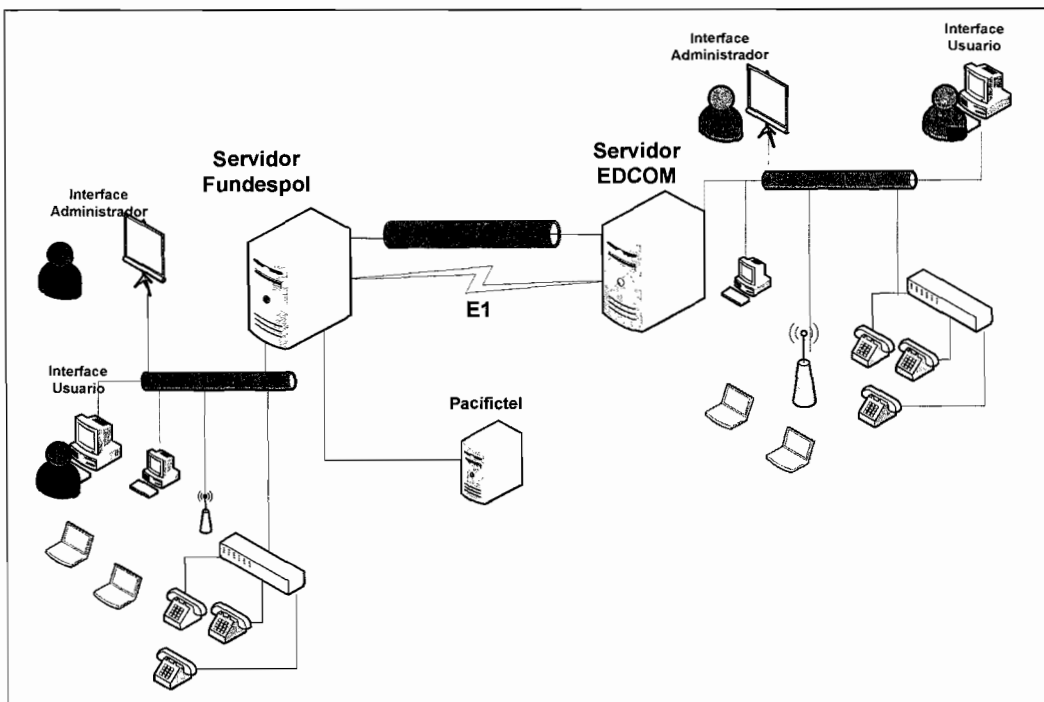 Interface
Administrador
Interface
Usuario
Servidor
Fundespol
Servidor
EDCOM
Interface
Administrador
E1
Interface
Usuario
Pacifictel